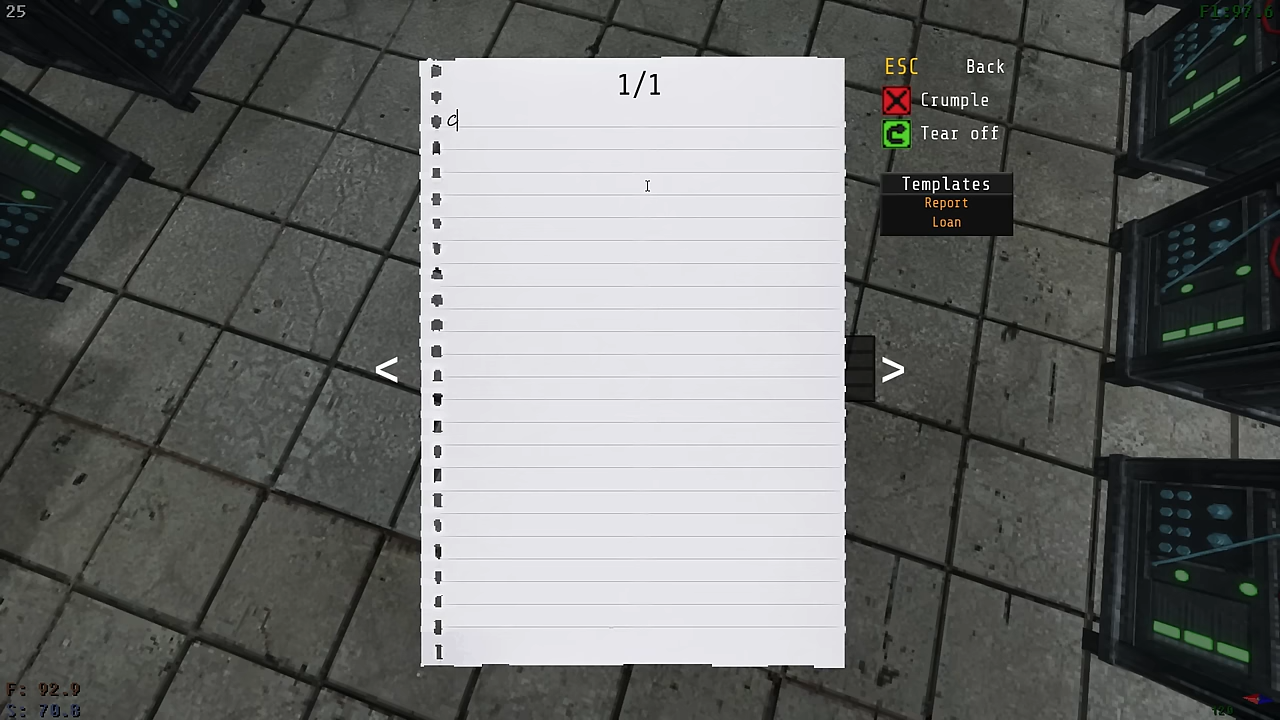 25
1/1
c
ESC Back
Crumple
Tear off
Templates
Report
Loan
<
>
F: 92.9
S: 70.8